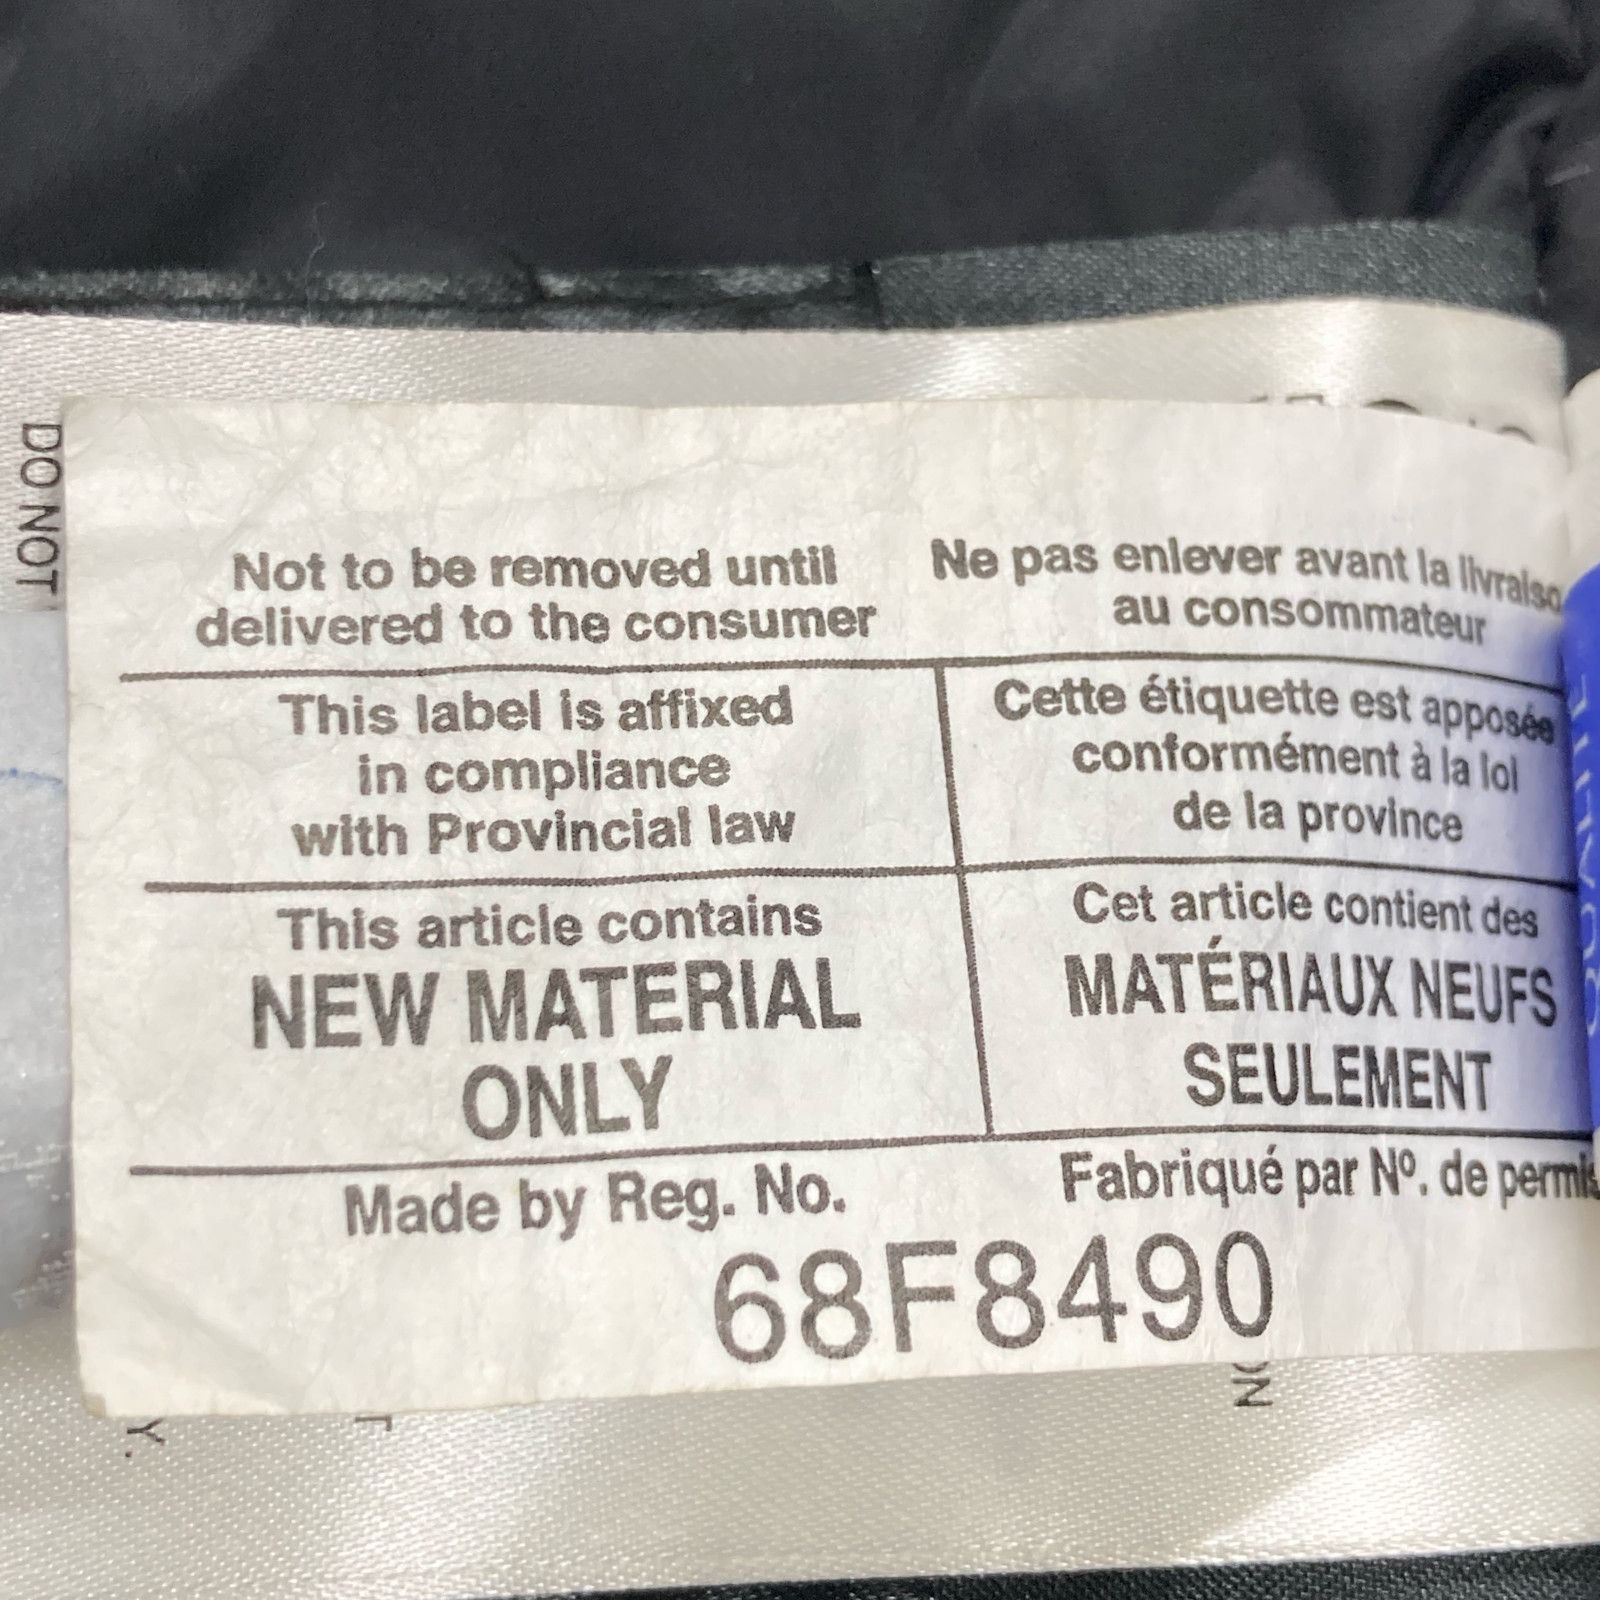 DO NOT
Not to be removed until
delivered to the consumer
Ne pas enlever avant la livraiso
au consommateur
This label is affixed
in compliance
with Provincial law
Cette étiquette est apposée
conformément à la loi
de la province
This article contains
NEW MATERIAL
ONLY
Cet article contient des
MATÉRIAUX NEUFS
SEULEMENT
Made by Reg. No.
Fabriqué par Nº. de permis
68F8490
ON
Y.